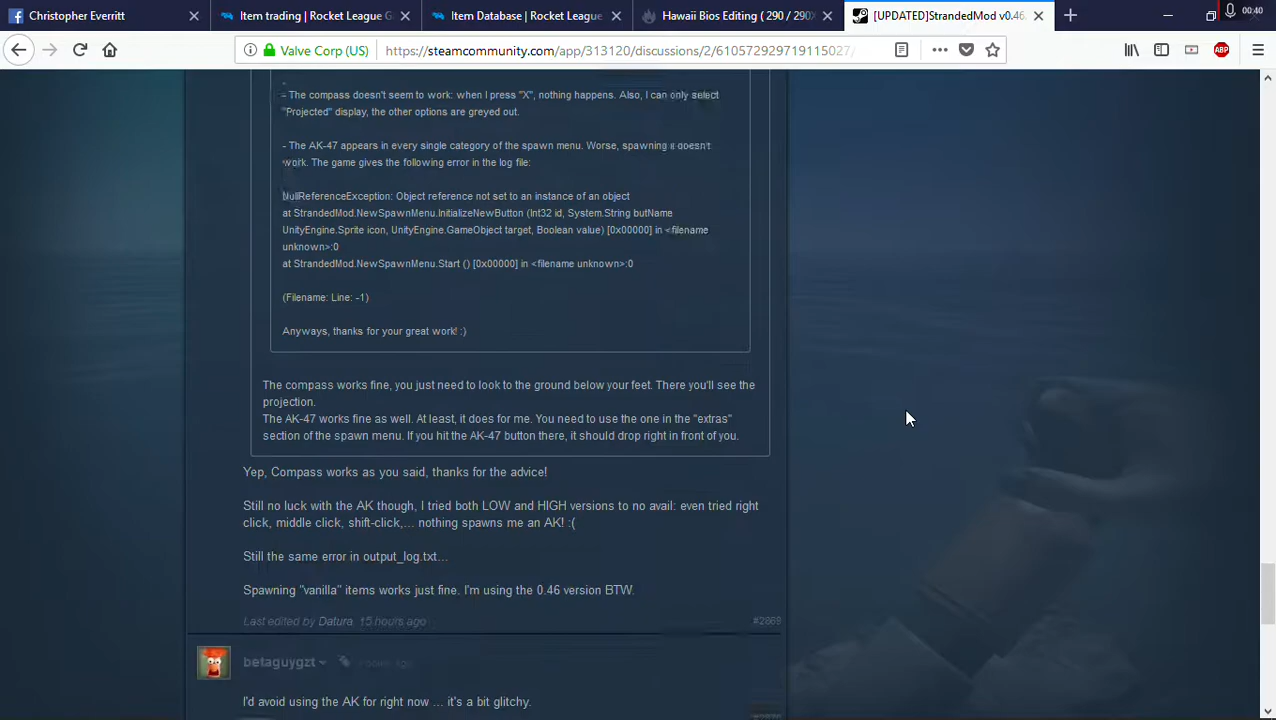 Christopher Everritt
Item trading | Rocket League G
Item Database | Rocket League
Hawaii Bios Editing ( 290 / 290X
[UPDATED]StrandedMod v0.46
00:40
Valve Corp (US)
https://steamcommunity.com/app/313120/discussions/2/610572929719115027/
ABP
- The compass doesn't seem to work: when I press "X", nothing happens. Also, I can only select
"Projected" display, the other options are greyed out.
- The AK-47 appears in every single category of the spawn menu. Worse, spawning it doesn't
work. The game gives the following error in the log file:
NullReferenceException: Object reference not set to an instance of an object
at StrandedMod.NewSpawnMenu.InitializeNewButton (Int32 id, System.String butName
UnityEngine.Sprite icon, UnityEngine.GameObject target, Boolean value) [0x00000] in <filename
unknown>:0
at StrandedMod.NewSpawnMenu.Start () [0x00000] in <filename unknown>:0
(Filename: Line: -1)
Anyways, thanks for your great work! :)
The compass works fine, you just need to look to the ground below your feet. There you'll see the
projection.
The AK-47 works fine as well. At least, it does for me. You need to use the one in the "extras"
section of the spawn menu. If you hit the AK-47 button there, it should drop right in front of you.
Yep, Compass works as you said, thanks for the advice!
Still no luck with the AK though, I tried both LOW and HIGH versions to no avail: even tried right
click, middle click, shift-click,... nothing spawns me an AK! :(
Still the same error in output_log.txt...
Spawning "vanilla" items works just fine. I'm using the 0.46 version BTW.
Last edited by Datura 15 hours ago
#2869
betaguygzt
hours ago
I'd avoid using the AK for right now ... it's a bit glitchy.